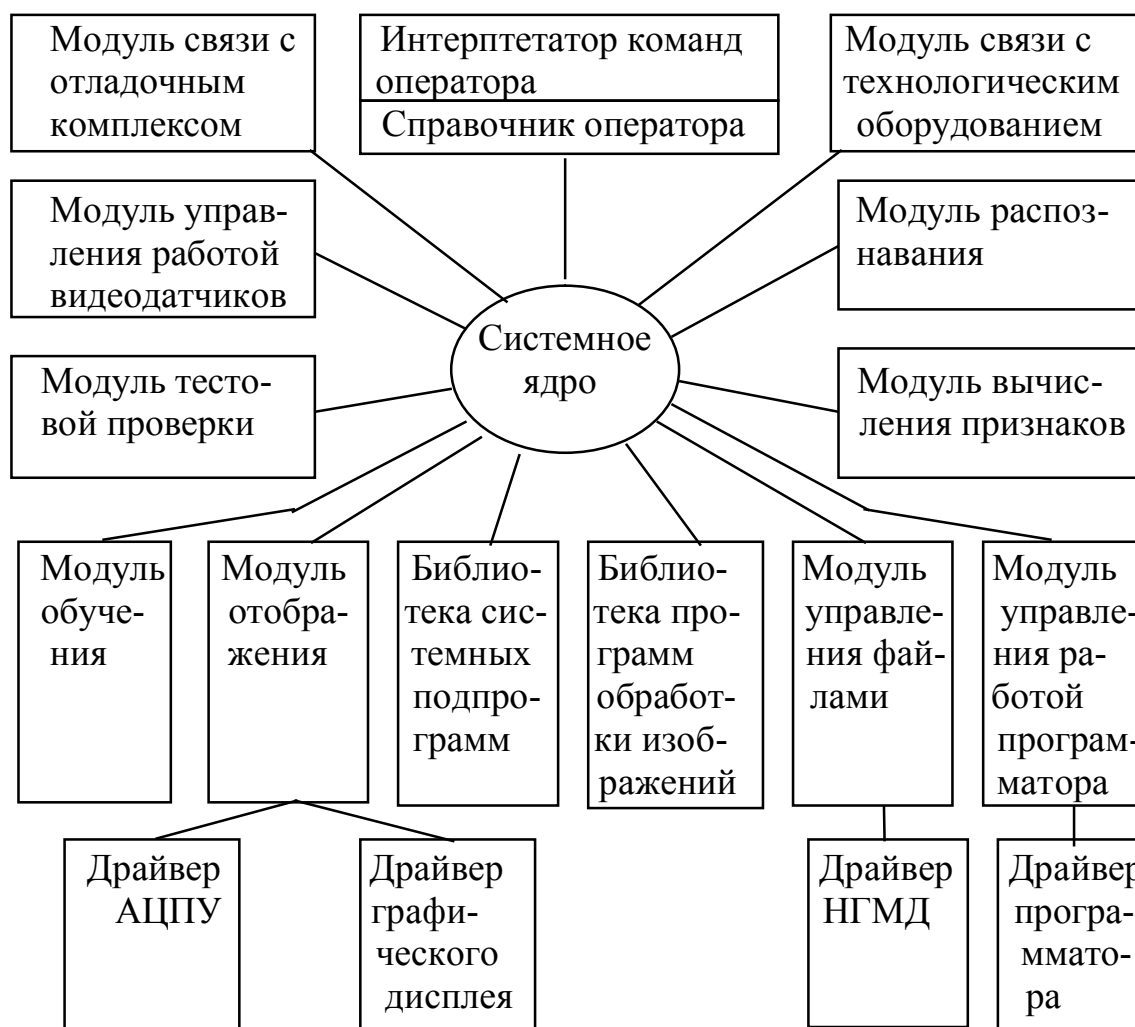 Модуль связи с
отладочным
комплексом
Интерптетатор команд
оператора
Справочник оператора
Модуль связи с
технологическим
оборудованием
Модуль управ-
ления работой
видеодатчиков
Модуль распоз-
навания
Системное
ядро
Модуль тесто-
вой проверки
Модуль вычис-
ления признаков
Модуль
обуче-
ния
Модуль
отобра-
жения
Библио-
тека сис-
темных
подпро-
грамм
Библио-
тека про-
грамм
обработ-
ки изоб-
ражений
Модуль
управле-
ния фай-
лами
Модуль
управле-
ния ра-
ботой
програм-
матора
Драйвер
АЦПУ
Драйвер
графи-
ческого
дисплея
Драйвер
НГМД
Драйвер
програ-
ммато-
ра